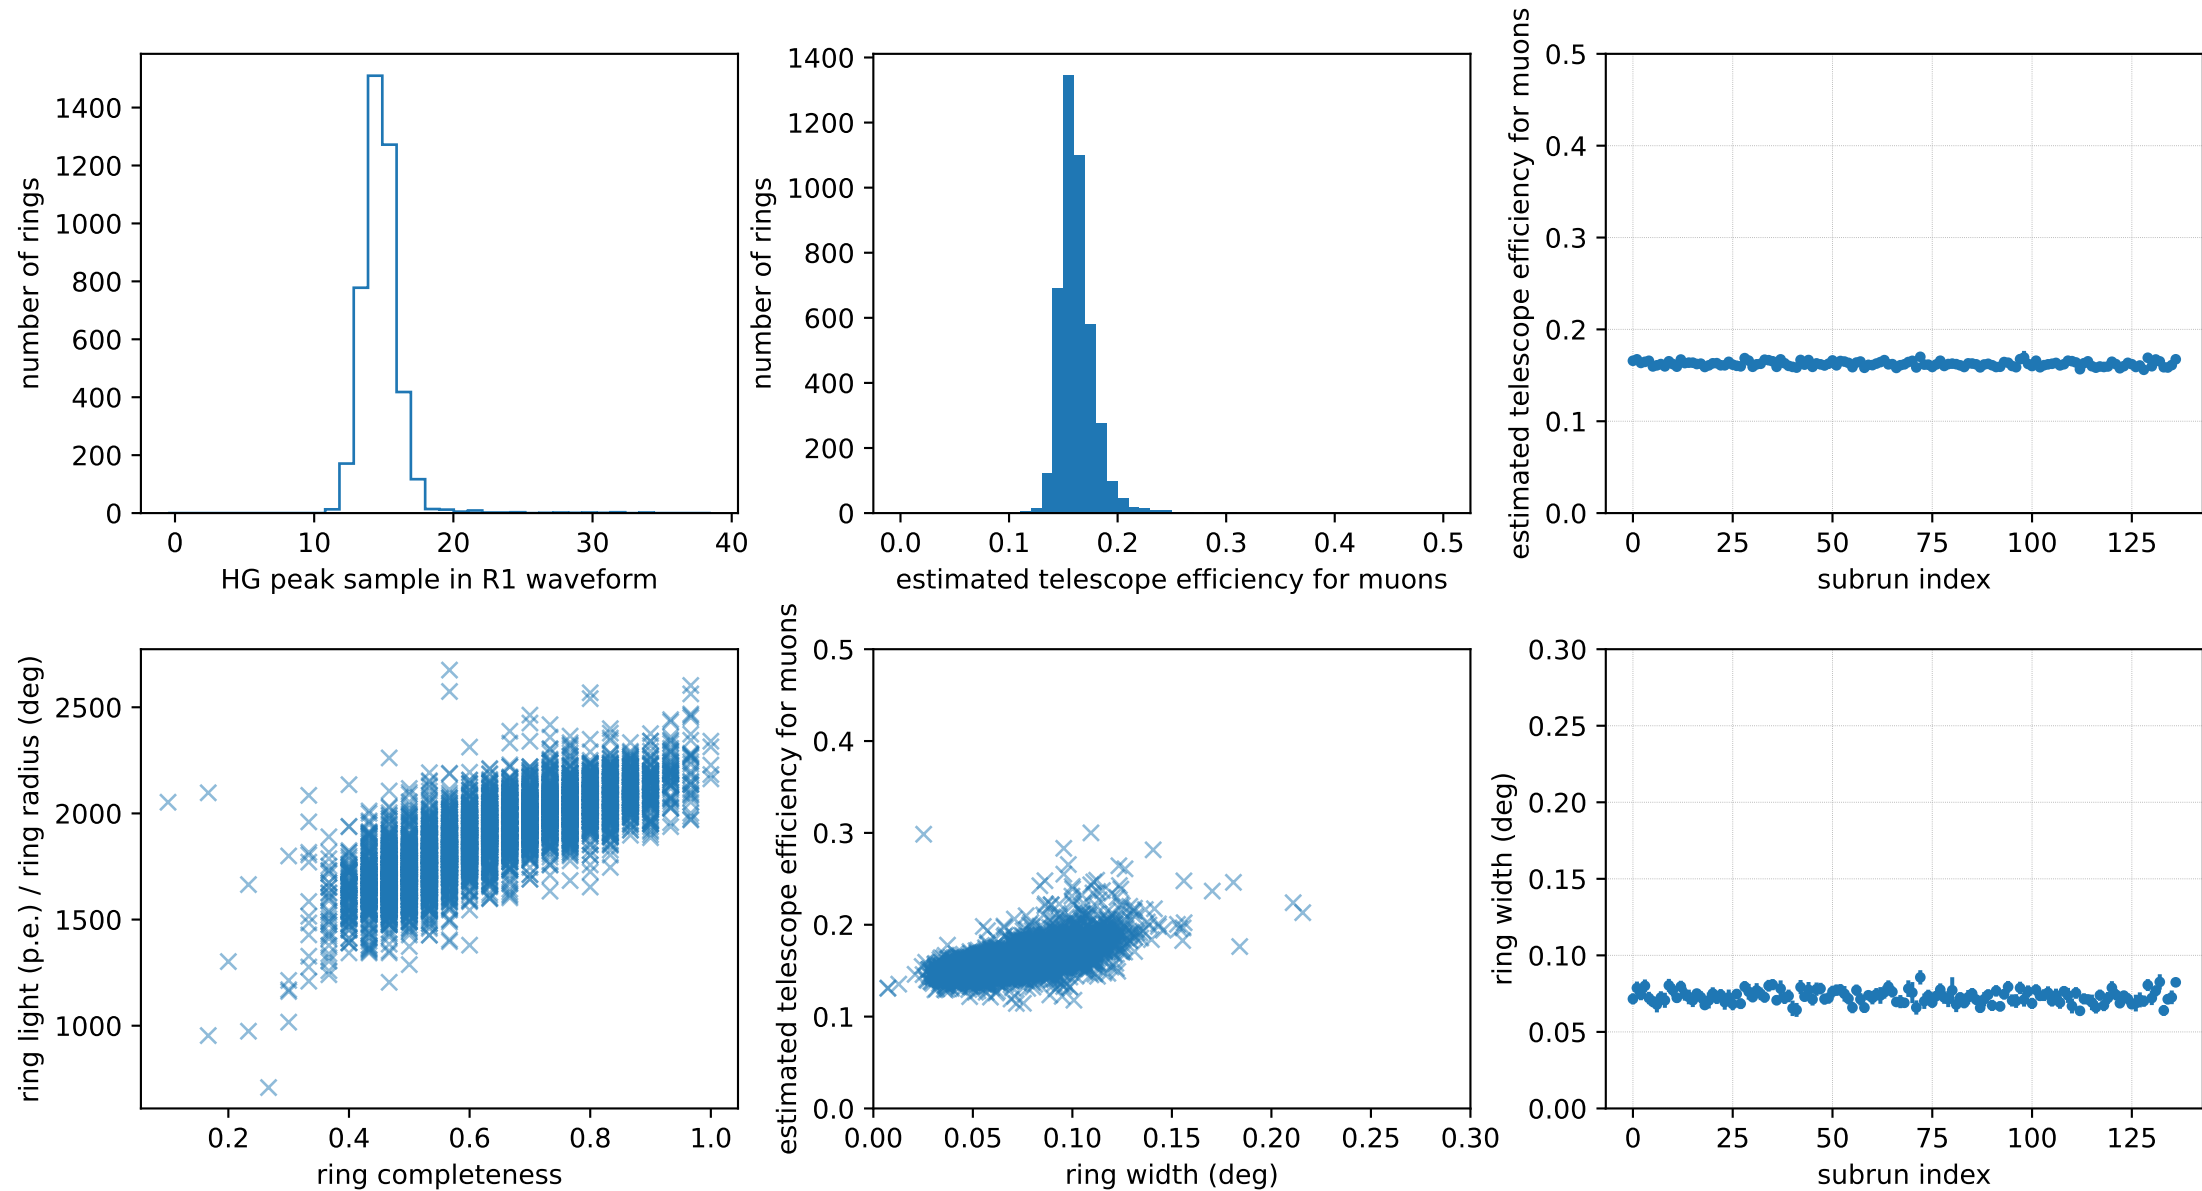 1400
1200
1000
800
600
400
200
0
number of rings
0 10 20 30 40
HG peak sample in R1 waveform
1400
1200
1000
800
600
400
200
0
number of rings
0.0 0.1 0.2 0.3 0.4 0.5
estimated telescope efficiency for muons
0.5
0.4
0.3
0.2
0.1
0.0
estimated telescope efficiency for muons
0 25 50 75 100 125
subrun index
2500
2000
1500
1000
ring light (p.e.) / ring radius (deg)
0.2 0.4 0.6 0.8 1.0
ring completeness
0.5
0.4
0.3
0.2
0.1
0.0
estimated telescope efficiency for muons
0.00 0.05 0.10 0.15 0.20 0.25 0.30
ring width (deg)
0.30
0.25
0.20
0.15
0.10
0.05
0.00
ring width (deg)
0 25 50 75 100 125
subrun index